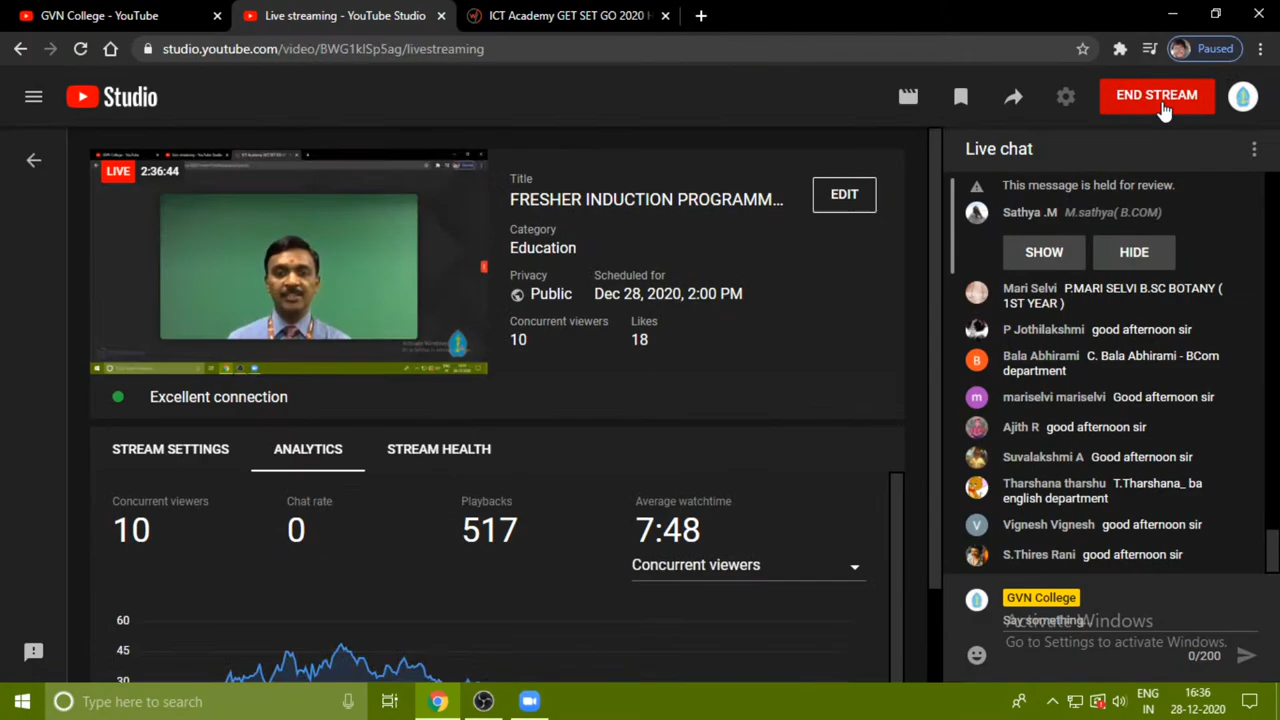 GVN College - YouTube
Live streaming - YouTube Studio
ICT Academy GET SET GO 2020 H
studio.youtube.com/video/BWG1kISp5ag/livestreaming
Paused
Studio
END STREAM
LIVE 2:36:44
Title
FRESHER INDUCTION PROGRAMM...
EDIT
Category
Education
Privacy
Public
Scheduled for
Dec 28, 2020, 2:00 PM
Concurrent viewers
10
Likes
18
Excellent connection
STREAM SETTINGS
ANALYTICS
STREAM HEALTH
Concurrent viewers
10
Chat rate
0
Playbacks
517
Average watchtime
7:48
Concurrent viewers
60
45
30
Live chat
This message is held for review.
Sathya .M M.sathya( B.COM)
SHOW
HIDE
Mari Selvi P.MARI SELVI B.SC BOTANY (
1ST YEAR )
P Jothilakshmi good afternoon sir
Bala Abhirami C. Bala Abhirami - BCom
department
mariselvi mariselvi Good afternoon sir
Ajith R good afternoon sir
Suvalakshmi A Good afternoon sir
Tharshana tharshu T.Tharshana_ ba
english department
Vignesh Vignesh good afternoon sir
S.Thires Rani good afternoon sir
GVN College
Say something...
Activate Windows
Go to Settings to activate Windows.
0/200
Type here to search
ENG
IN
16:36
28-12-2020